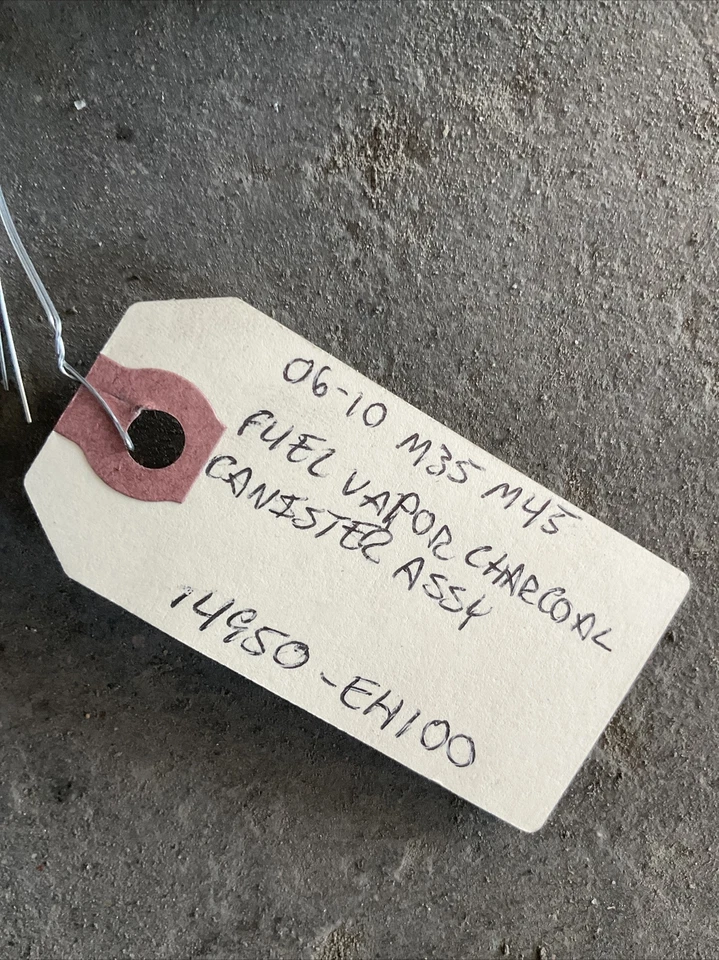 06-10 M35 M45
FUEL VAPOR CHARCOAL
CANISTER ASSY
14950-EH100